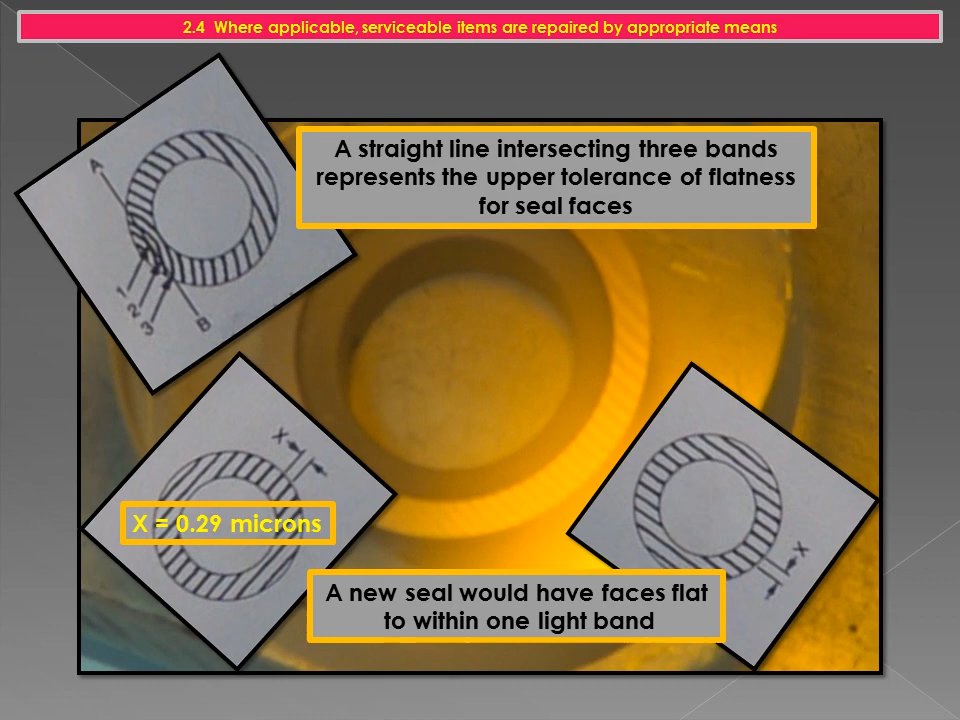 2.4 Where applicable, serviceable items are repaired by appropriate means
A straight line intersecting three bands
represents the upper tolerance of flatness
for seal faces
A
1
2
3
B
X
X = 0.29 microns
X
A new seal would have faces flat
to within one light band